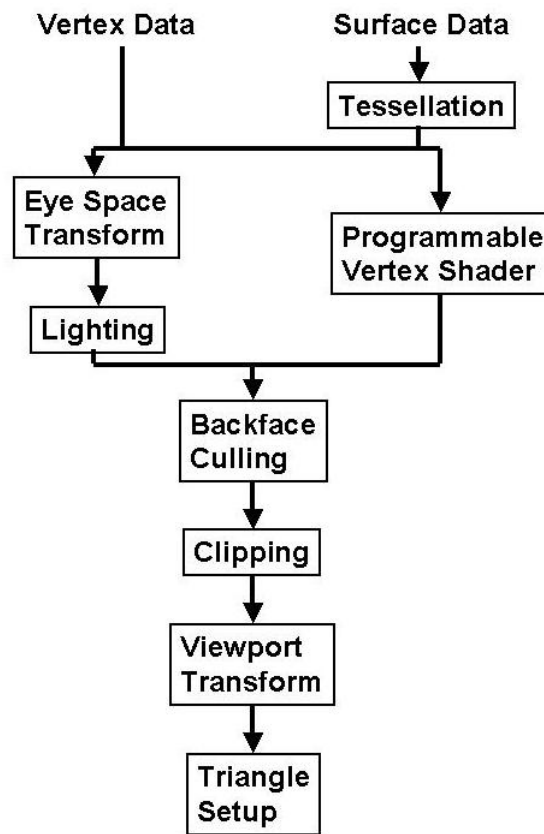 Vertex Data
Surface Data
Tessellation
Eye Space
Transform
Programmable
Vertex Shader
Lighting
Backface
Culling
Clipping
Viewport
Transform
Triangle
Setup